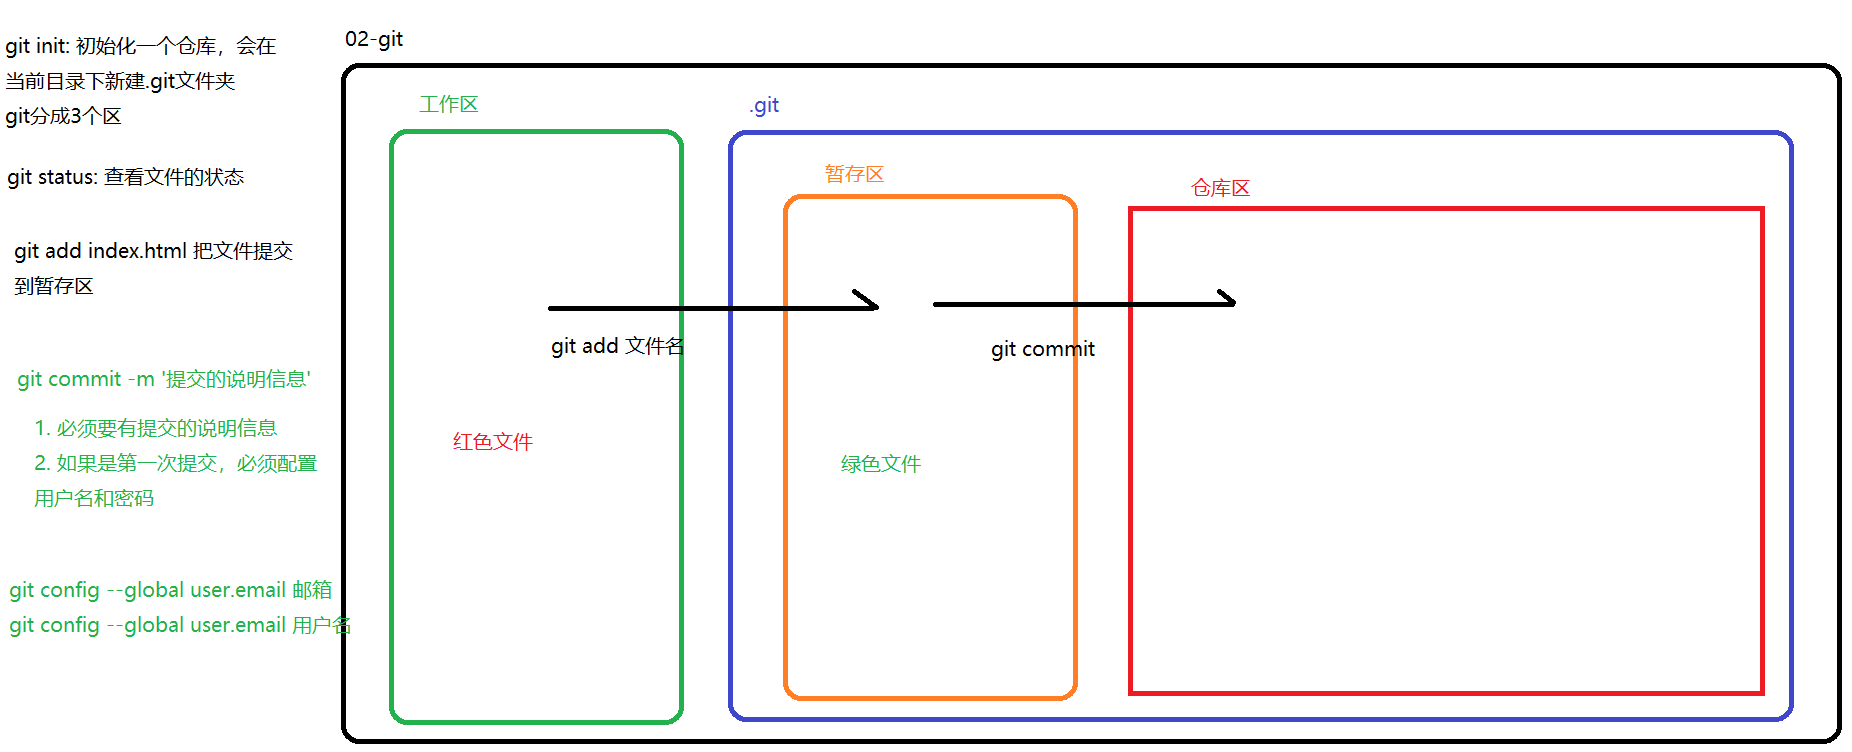 git init: 初始化一个仓库，会在
当前目录下新建.git文件夹
git分成3个区
git status: 查看文件的状态
git add index.html 把文件提交
到暂存区
git commit -m '提交的说明信息'
1. 必须要有提交的说明信息
2. 如果是第一次提交，必须配置
用户名和密码
git config --global user.email 邮箱
git config --global user.email 用户名
02-git
工作区
.git
暂存区
仓库区
git add 文件名
git commit
红色文件
绿色文件